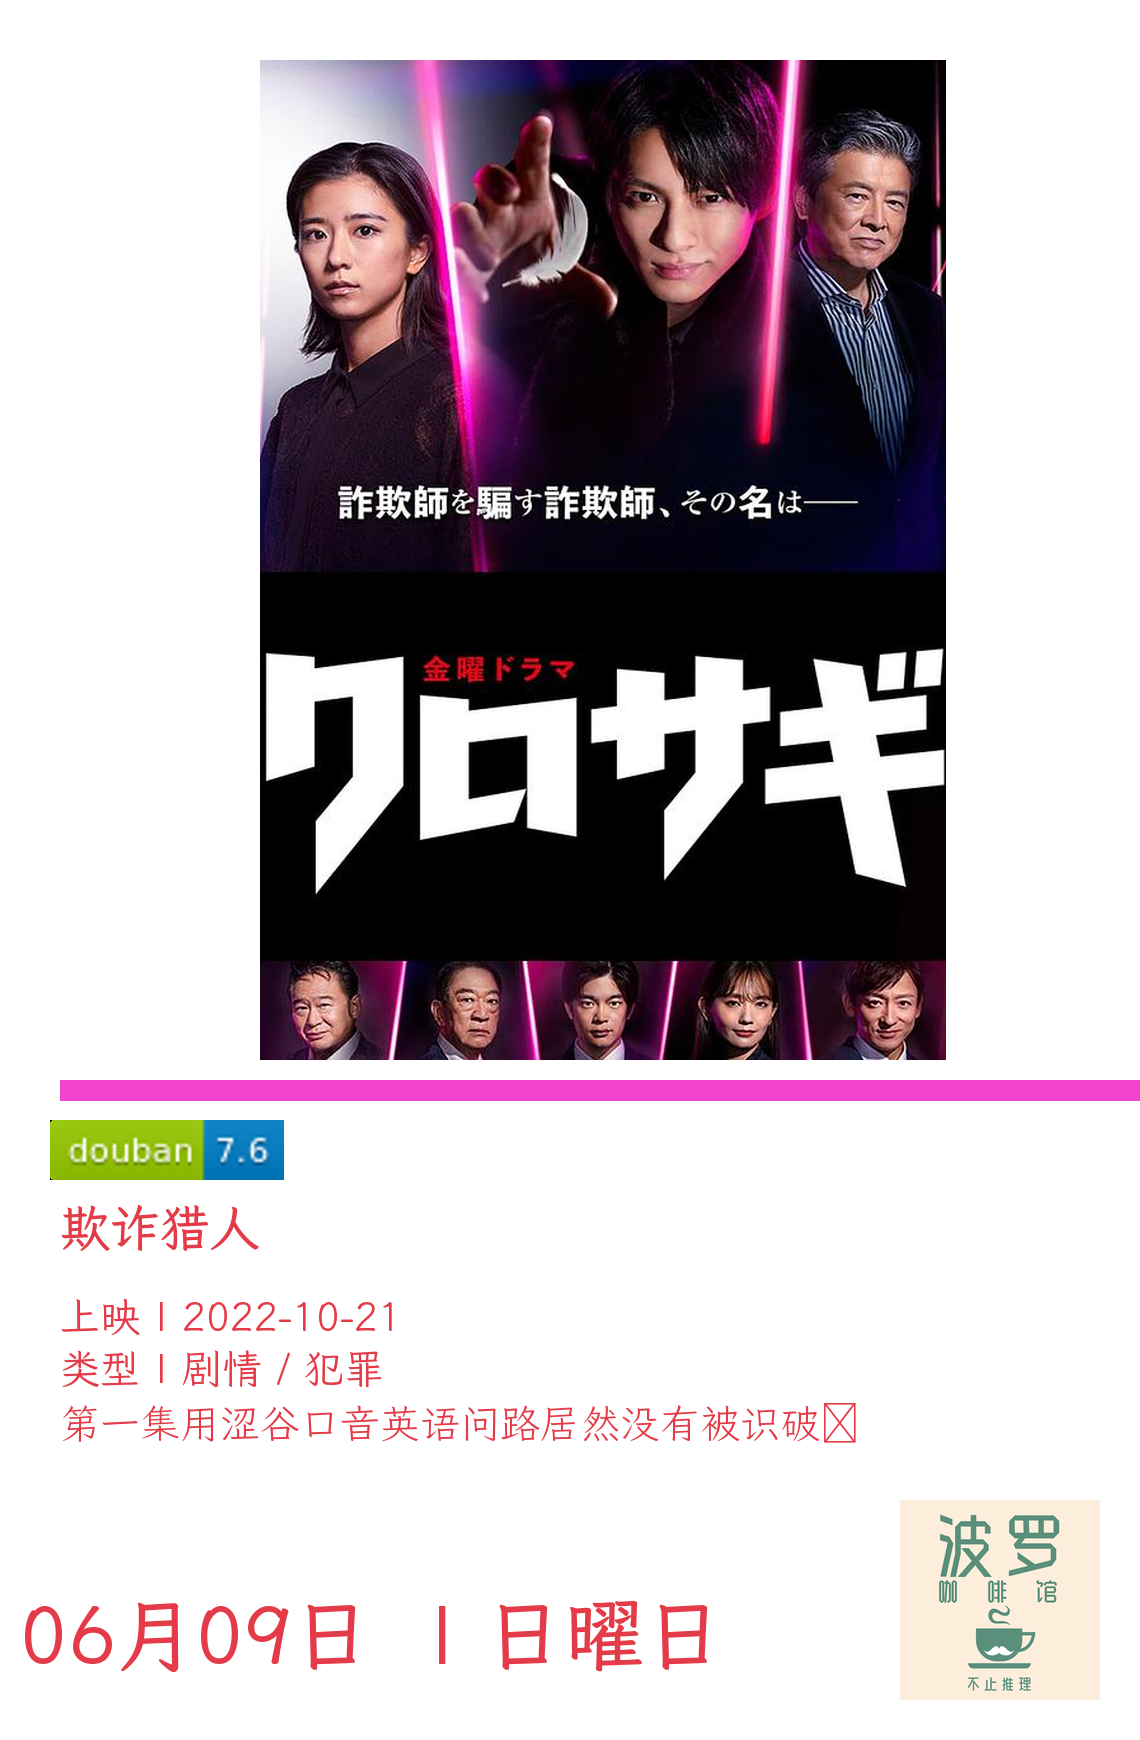 詐欺師を騙す詐欺師、その名は――
金曜ドラマ
クロサギ
douban 7.6
欺诈猎人
上映 | 2022-10-21
类型 | 剧情 / 犯罪
第一集用涩谷口音英语问路居然没有被识破
06月09日 | 日曜日
波罗
咖啡馆
不止推理